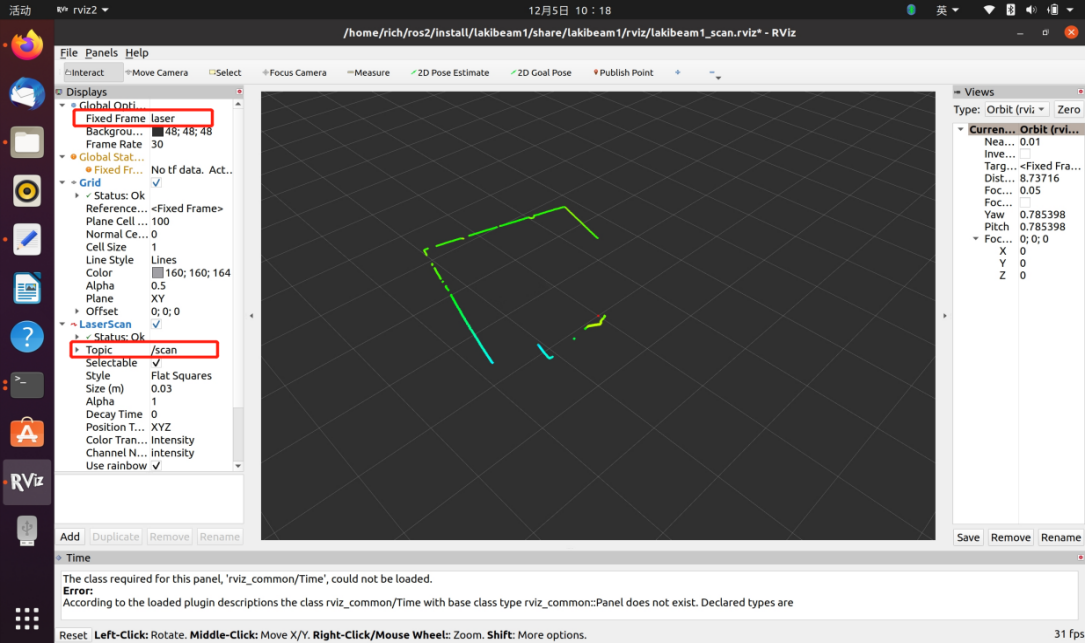 活动 RViz rviz2 12月5日 10:18 英
/home/rich/ros2/install/lakibeam1/share/lakibeam1/rviz/lakibeam1_scan.rviz* - RViz
File Panels Help
Interact Move Camera Select Focus Camera Measure 2D Pose Estimate 2D Goal Pose Publish Point
Displays
Global Opti...
Fixed Frame laser
Backgrou... 48; 48; 48
Frame Rate 30
Global Stat...
Fixed Fr... No tf data. Act..
Grid
Status: Ok
Reference... <Fixed Frame>
Plane Cell ... 100
Normal Ce... 0
Cell Size 1
Line Style Lines
Color 160; 160; 164
Alpha 0.5
Plane XY
Offset 0; 0; 0
LaserScan
Status: Ok
Topic /scan
Selectable
Style Flat Squares
Size (m) 0.03
Alpha 1
Decay Time 0
Position T... XYZ
Color Tran... Intensity
Channel N... intensity
Use rainbow
Add Duplicate Remove Rename
Views
Type: Orbit (rviz Zero
Curren... Orbit (rvi...
Nea... 0.01
Inve...
Targ... <Fixed Fra...
Dist... 8.73716
Foc... 0.05
Foc...
Yaw 0.785398
Pitch 0.785398
Foc... 0; 0; 0
X 0
Y 0
Z 0
Save Remove Rename
RViz
Time
The class required for this panel, 'rviz_common/Time', could not be loaded.
Error:
According to the loaded plugin descriptions the class rviz_common/Time with base class type rviz_common::Panel does not exist. Declared types are
Reset Left-Click: Rotate. Middle-Click: Move X/Y. Right-Click/Mouse Wheel:: Zoom. Shift: More options. 31 fps